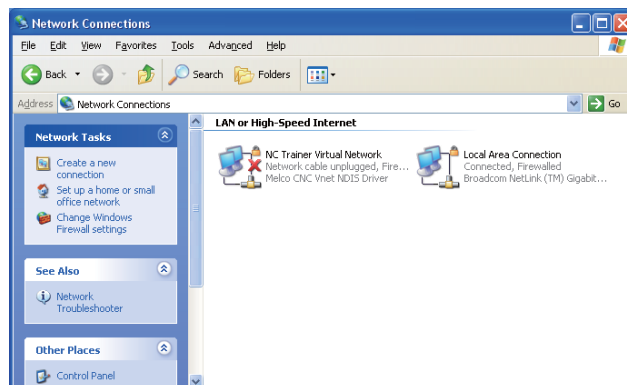 Network Connections
File Edit View Favorites Tools Advanced Help
Back Search Folders
Address Network Connections Go
Network Tasks
Create a new
connection
Set up a home or small
office network
Change Windows
Firewall settings
See Also
Network
Troubleshooter
Other Places
Control Panel
LAN or High-Speed Internet
NC Trainer Virtual Network
Network cable unplugged, Fire...
Melco CNC Vnet NDIS Driver
Local Area Connection
Connected, Firewalled
Broadcom NetLink (TM) Gigabit...